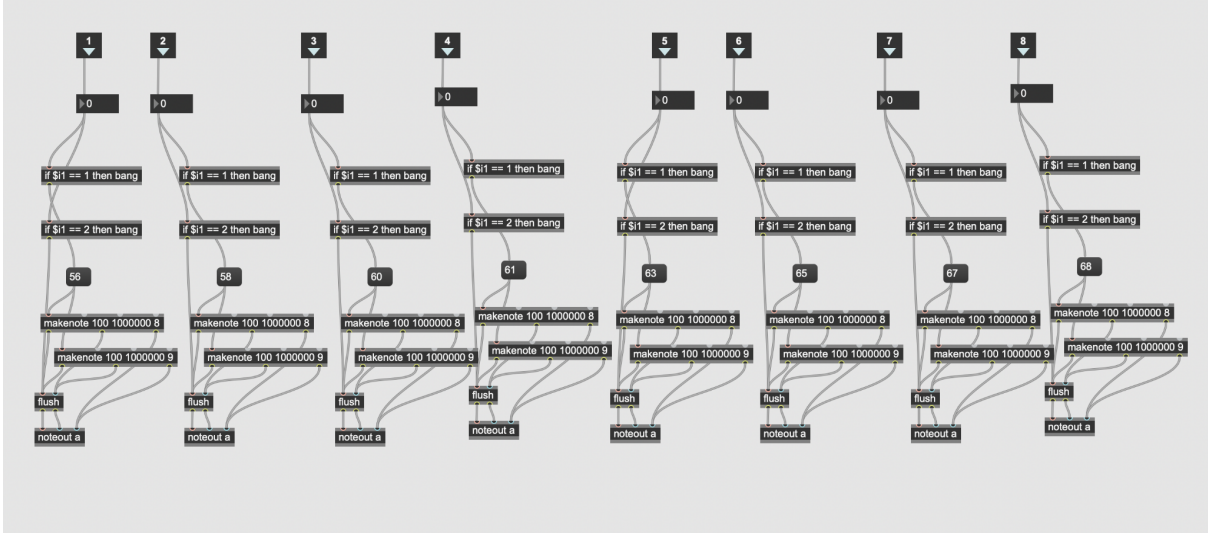 1 2 3 4 5 6 7 8
0 0 0 0 0 0 0 0
if $i1 == 1 then bang if $i1 == 1 then bang if $i1 == 1 then bang if $i1 == 1 then bang if $i1 == 1 then bang if $i1 == 1 then bang if $i1 == 1 then bang if $i1 == 1 then bang
if $i1 == 2 then bang if $i1 == 2 then bang if $i1 == 2 then bang if $i1 == 2 then bang if $i1 == 2 then bang if $i1 == 2 then bang if $i1 == 2 then bang if $i1 == 2 then bang
56 58 60 61 63 65 67 68
makenote 100 1000000 8 makenote 100 1000000 8 makenote 100 1000000 8 makenote 100 1000000 8 makenote 100 1000000 8 makenote 100 1000000 8 makenote 100 1000000 8 makenote 100 1000000 8
makenote 100 1000000 9 makenote 100 1000000 9 makenote 100 1000000 9 makenote 100 1000000 9 makenote 100 1000000 9 makenote 100 1000000 9 makenote 100 1000000 9 makenote 100 1000000 9
flush flush flush flush flush flush flush flush
noteout a noteout a noteout a noteout a noteout a noteout a noteout a noteout a